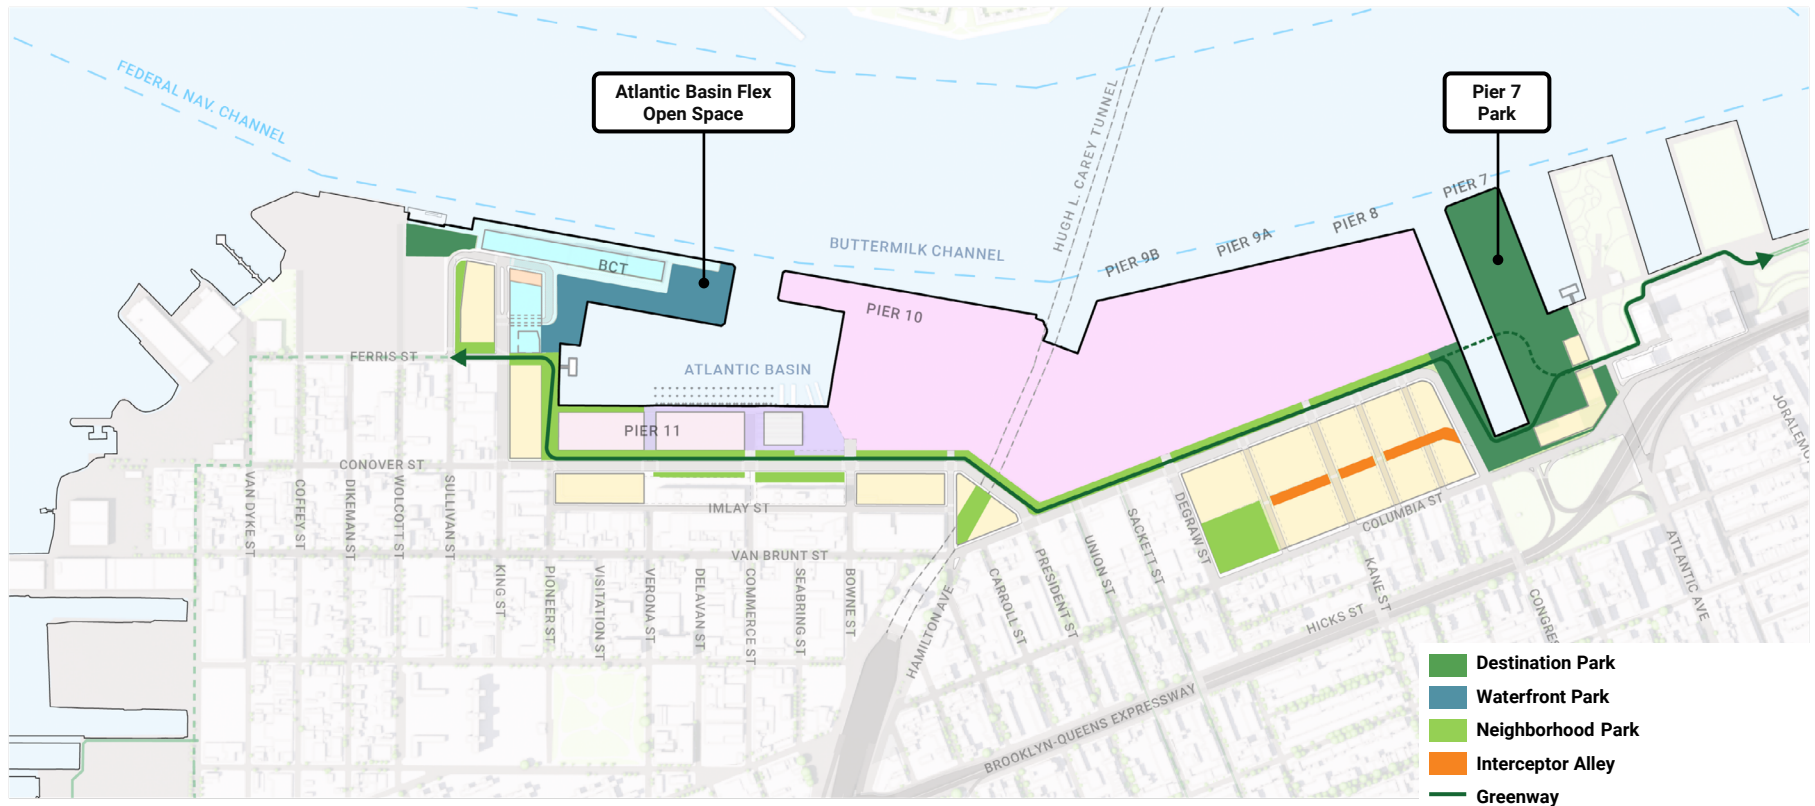 FEDERAL NAV. CHANNEL
Atlantic Basin Flex
Open Space
Pier 7
Park
HUGH L. CAREY TUNNEL
BUTTERMILK CHANNEL
PIER 9B
PIER 9A
PIER 8
PIER 7
BCT
PIER 10
ATLANTIC BASIN
PIER 11
FERRIS ST
CONOVER ST
IMLAY ST
VAN BRUNT ST
VAN DYKE ST
COFFEY ST
DIKEMAN ST
WOLCOTT ST
SULLIVAN ST
KING ST
PIONEER ST
VISITATION ST
VERONA ST
DELAVAN ST
COMMERCE ST
SEABRING ST
BOWNE ST
HAMILTON AVE
CARROLL ST
PRESIDENT ST
UNION ST
SACKETT ST
DEGRAW ST
COLUMBIA ST
KANE ST
HICKS ST
BROOKLYN-QUEENS EXPRESSWAY
ATLANTIC AVE
Destination Park
Waterfront Park
Neighborhood Park
Interceptor Alley
Greenway